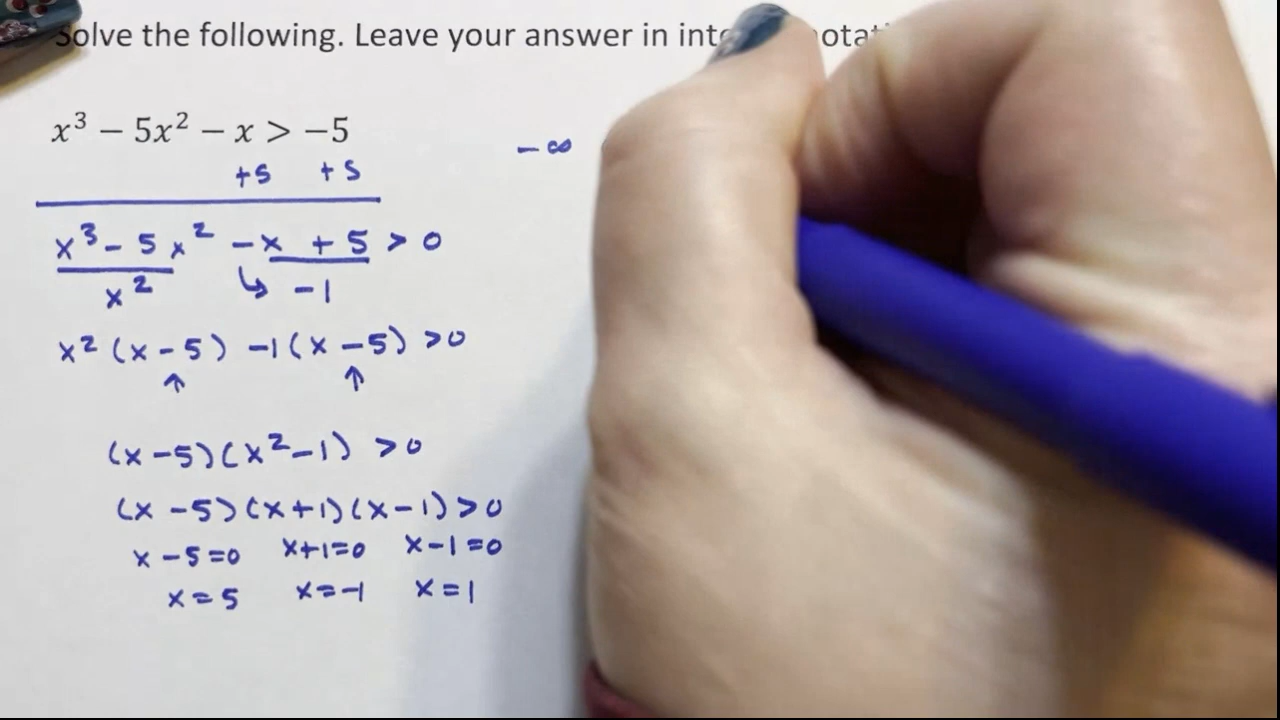 Solve the following. Leave your answer in
x³ − 5x² − x > −5
+5 +5
− ∞
x³ − 5x² − x + 5 > 0
x² ↳ −1
x² (x − 5) −1 (x − 5) > 0
↑ ↑
(x − 5)(x² − 1) > 0
(x − 5)(x + 1)(x − 1) > 0
x − 5 = 0 x + 1 = 0 x − 1 = 0
x = 5 x = −1 x = 1